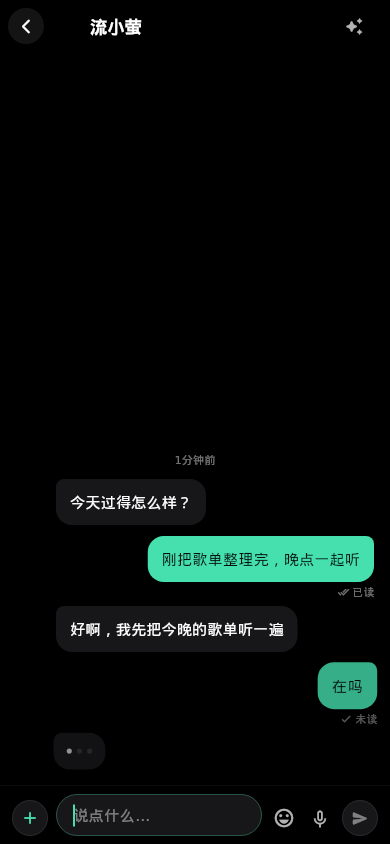 流小萤
1分钟前
今天过得怎么样？
刚把歌单整理完，晚点一起听
已读
好啊，我先把今晚的歌单听一遍
在吗
未读
说点什么...